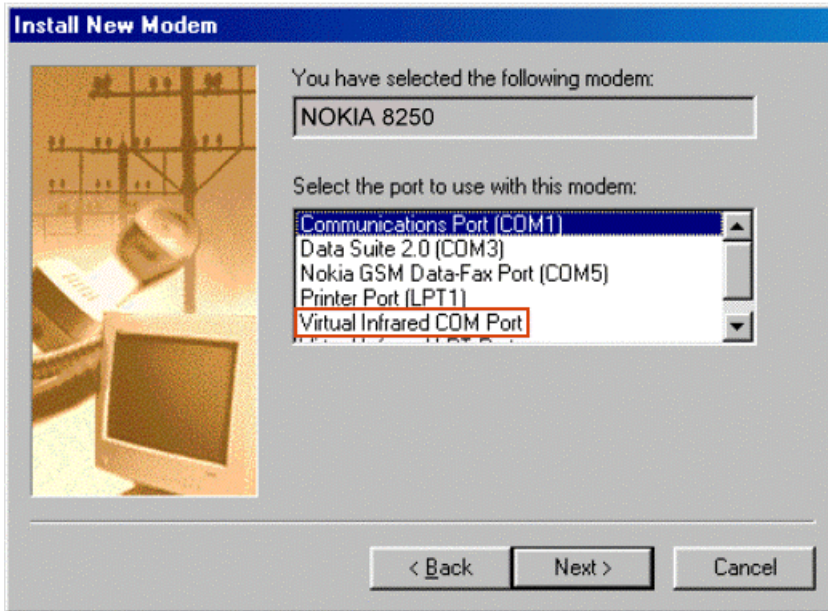 Install New Modem
You have selected the following modem:
NOKIA 8250
Select the port to use with this modem:
Communications Port (COM1)
Data Suite 2.0 (COM3)
Nokia GSM Data-Fax Port (COM5)
Printer Port (LPT1)
Virtual Infrared COM Port
< Back
Next >
Cancel